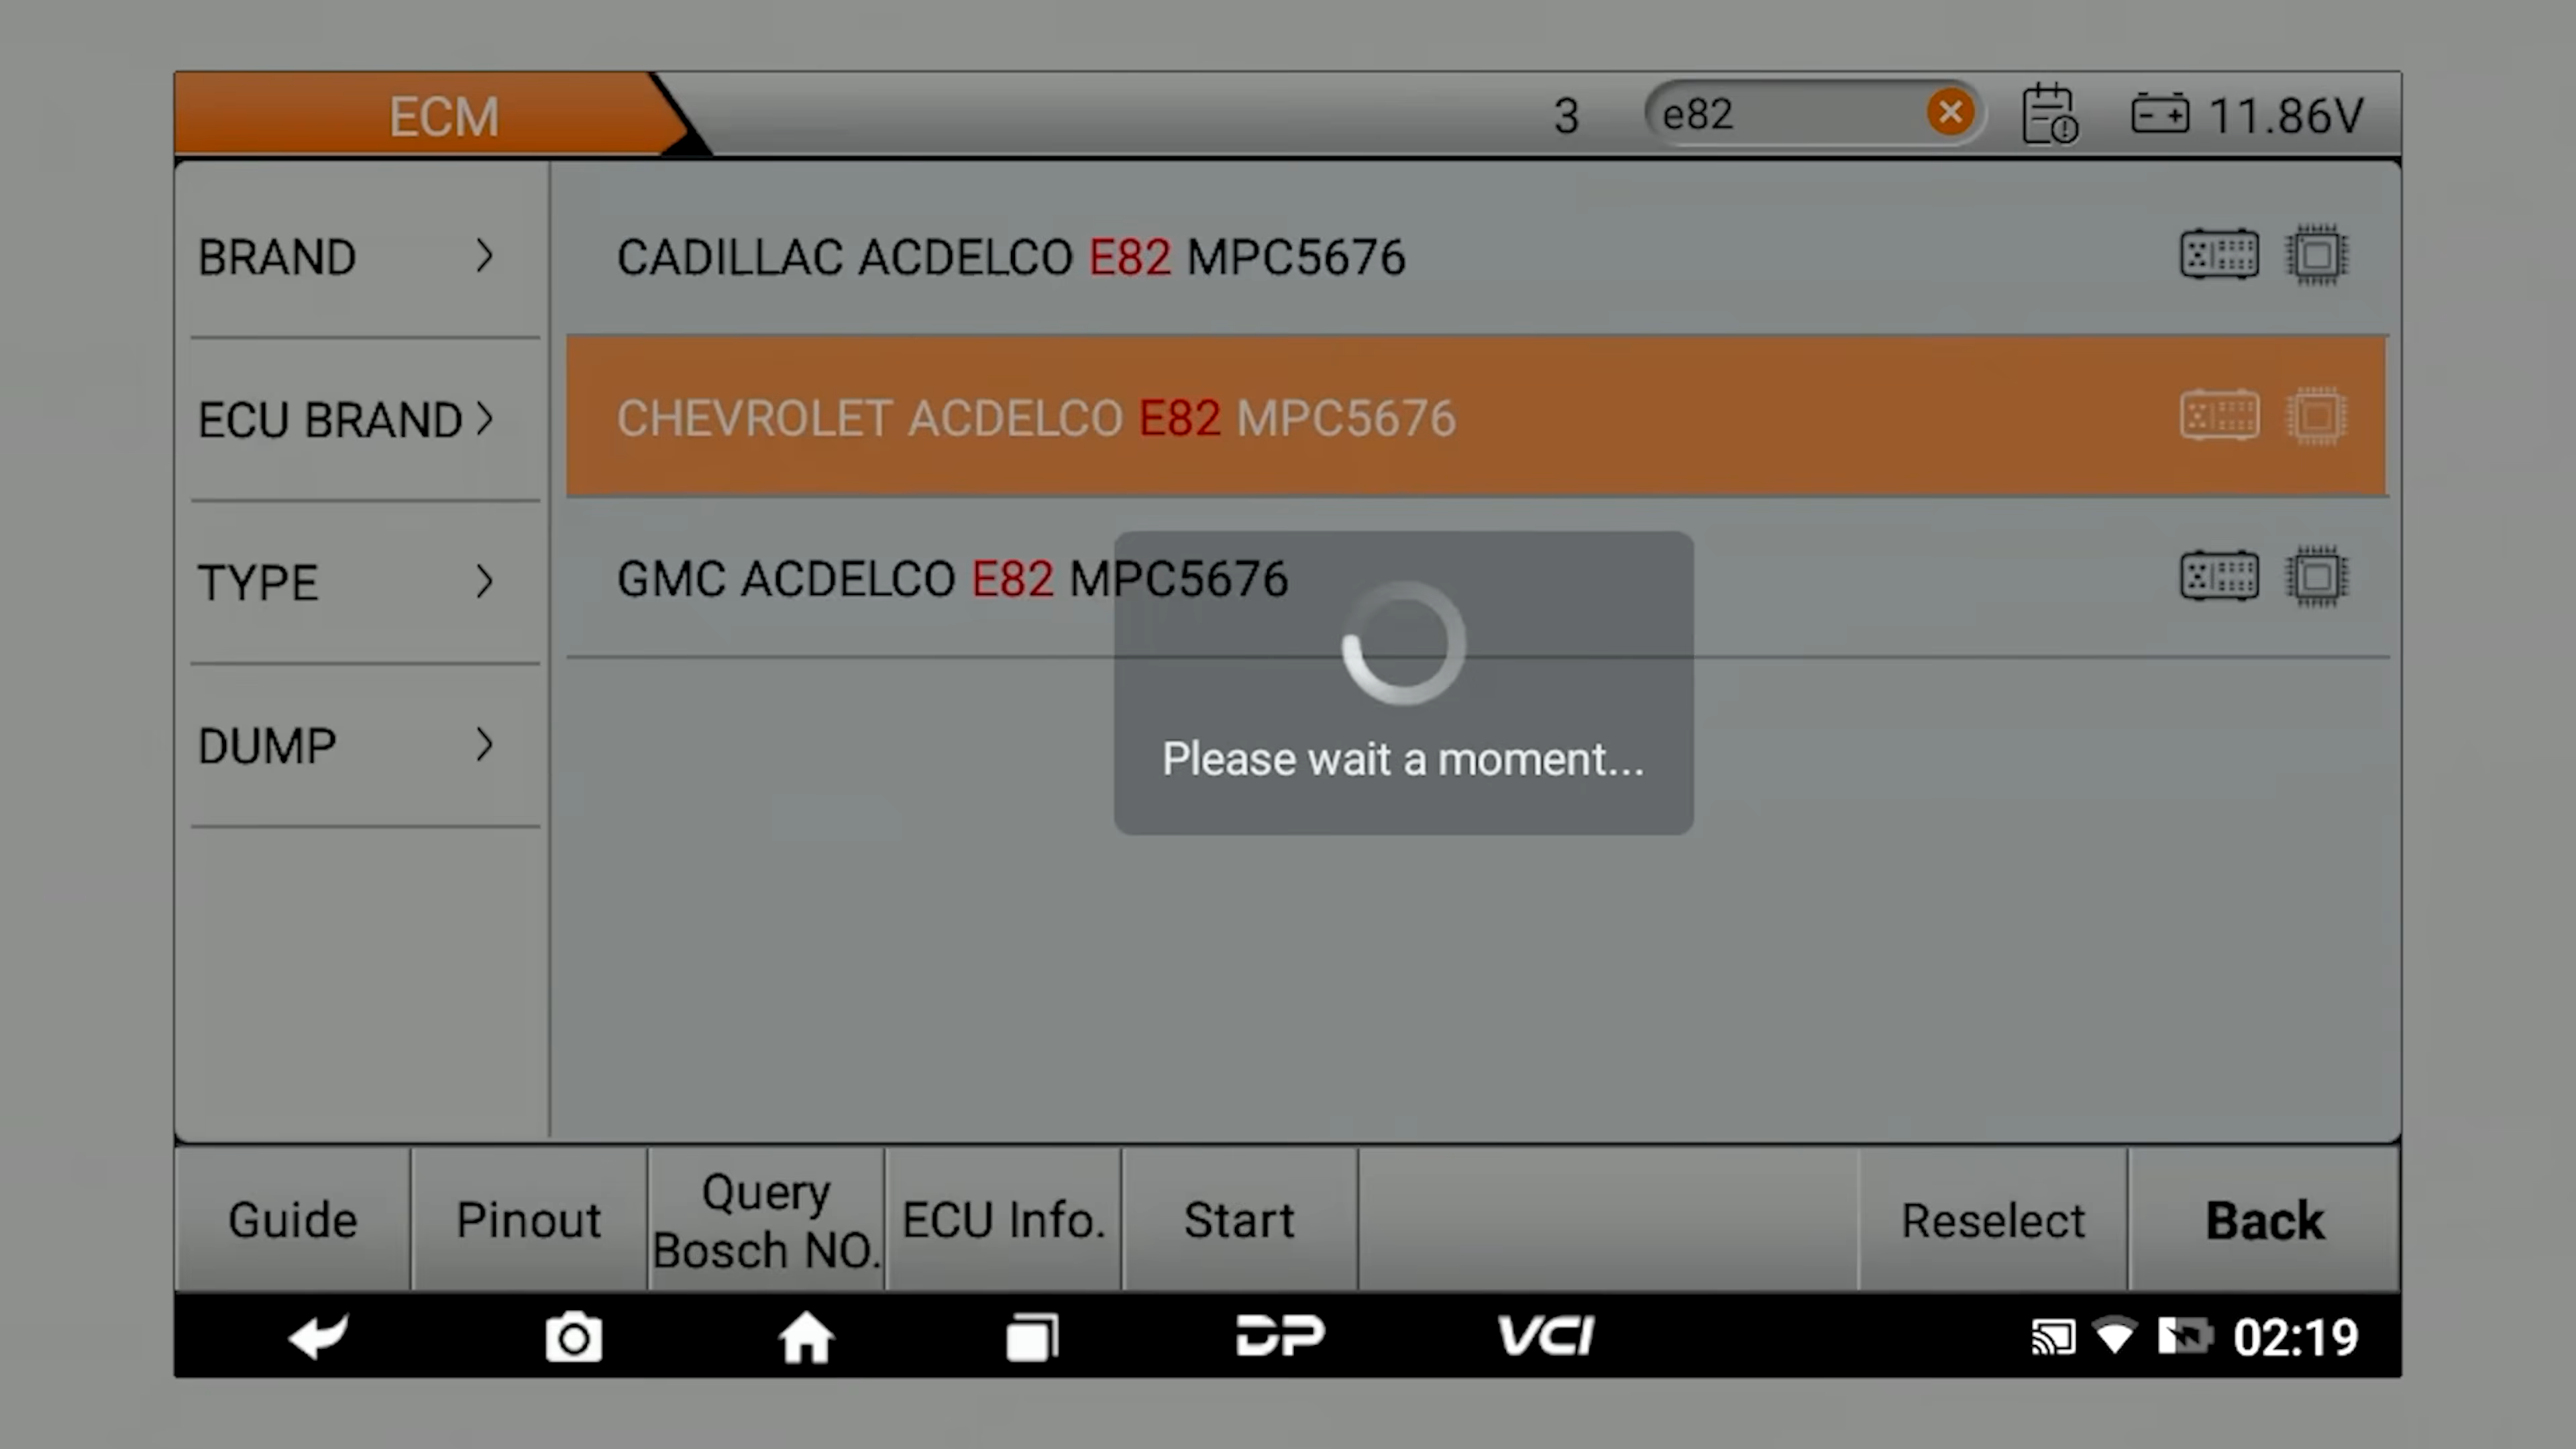 ECM
3
e82
11.86V
BRAND
ECU BRAND
TYPE
DUMP
CADILLAC ACDELCO E82 MPC5676
CHEVROLET ACDELCO E82 MPC5676
GMC ACDELCO E82 MPC5676
Please wait a moment...
Guide
Pinout
Query
Bosch NO.
ECU Info.
Start
Reselect
Back
DP
VCI
02:19